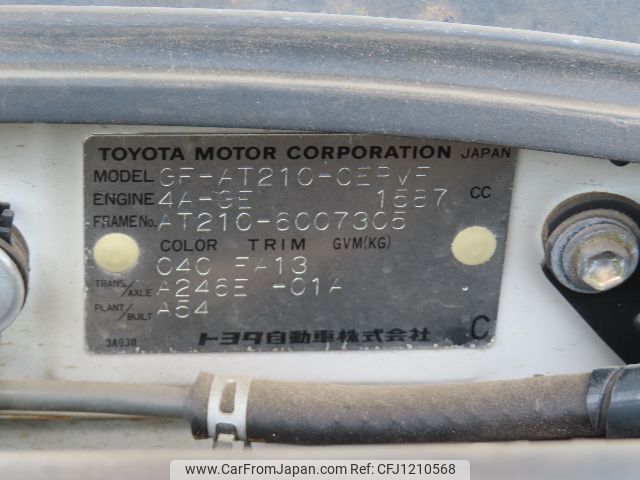 TOYOTA MOTOR CORPORATION JAPAN
MODEL GF-AT210-CEPVF
ENGINE 4A-GE 1587 CC
FRAME No. AT210-6007305
COLOR TRIM GVM(KG)
040 FA13
TRANS./AXLE A246E -01A
PLANT/BUILT A54
3A030 トヨタ自動車株式会社 C
www.CarFromJapan.com | CFJ1210568